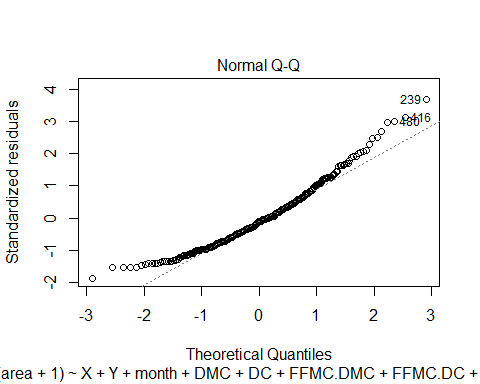 Normal Q-Q
Standardized residuals
4
3
2
1
0
-1
-2
239
416
480
-3 -2 -1 0 1 2 3
Theoretical Quantiles
(area + 1) ~ X + Y + month + DMC + DC + FFMC.DMC + FFMC.DC +